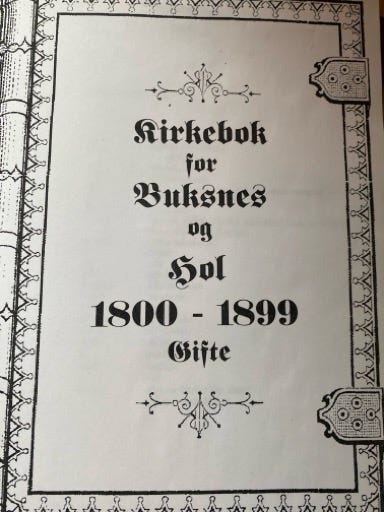 Kirkebok
for
Buksnes
og
Hol
1800 - 1899
Gifte